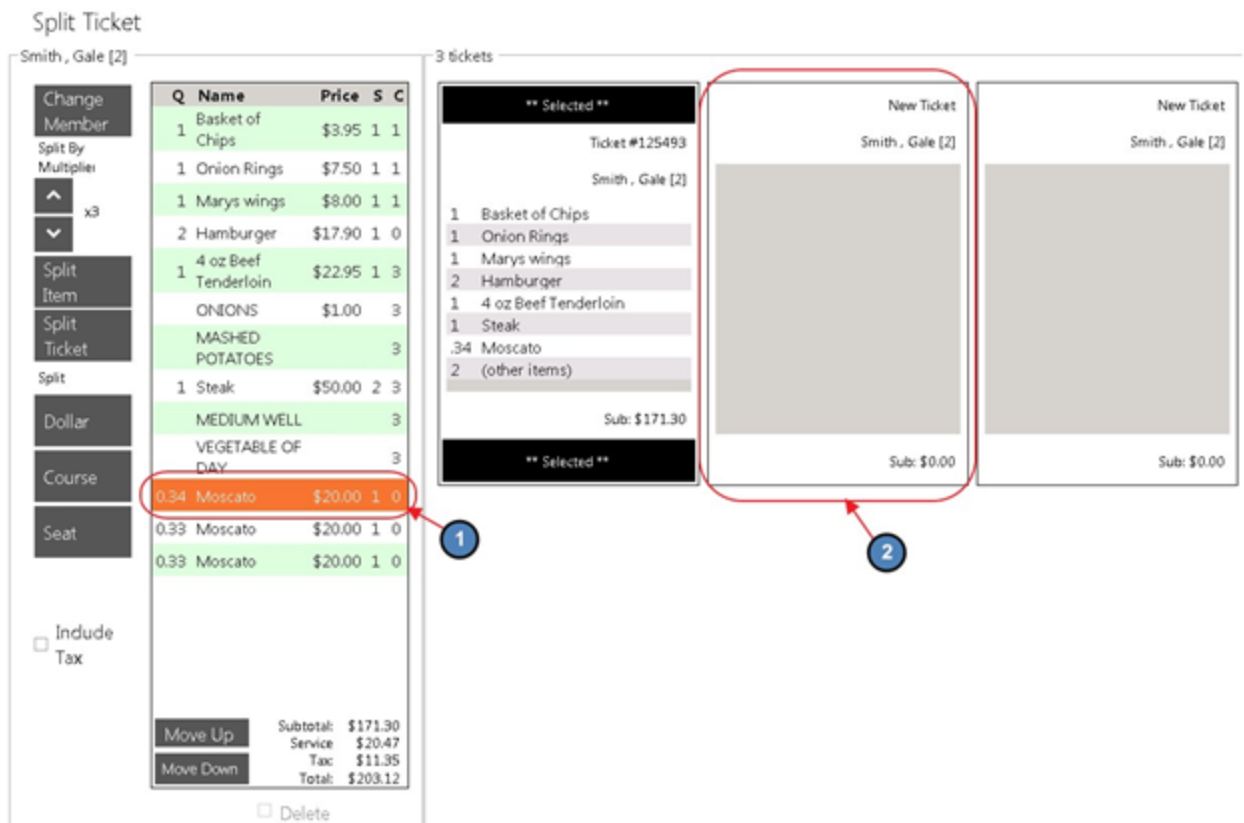 Split Ticket
Smith , Gale [2]
Change
Member
Split By
Multiplier
x3
Split
Item
Split
Ticket
Split
Dollar
Course
Seat
Include
Tax
Q Name Price S C
1 Basket of Chips $3.95 1 1
1 Onion Rings $7.50 1 1
1 Marys wings $8.00 1 1
2 Hamburger $17.90 1 0
1 4 oz Beef Tenderloin $22.95 1 3
ONIONS $1.00 3
MASHED POTATOES 3
1 Steak $50.00 2 3
MEDIUM WELL 3
VEGETABLE OF DAY 3
0.34 Moscato $20.00 1 0
0.33 Moscato $20.00 1 0
0.33 Moscato $20.00 1 0
Move Up
Move Down
Subtotal: $171.30
Service $20.47
Tax: $11.35
Total: $203.12
Delete
3 tickets
** Selected **
Ticket #125493
Smith , Gale [2]
1 Basket of Chips
1 Onion Rings
1 Marys wings
2 Hamburger
1 4 oz Beef Tenderloin
1 Steak
.34 Moscato
2 (other items)
Sub: $171.30
** Selected **
New Ticket
Smith , Gale [2]
Sub: $0.00
New Ticket
Smith , Gale [2]
Sub: $0.00
1
2